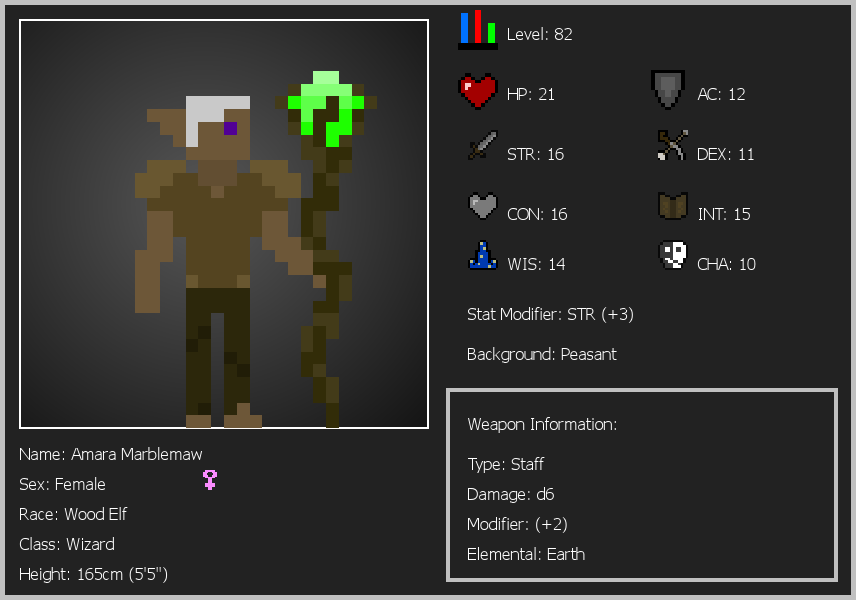 Level: 82
HP: 21
AC: 12
STR: 16
DEX: 11
CON: 16
INT: 15
WIS: 14
CHA: 10
Stat Modifier: STR (+3)
Background: Peasant
Weapon Information:
Type: Staff
Damage: d6
Modifier: (+2)
Elemental: Earth
Name: Amara Marblemaw
Sex: Female
Race: Wood Elf
Class: Wizard
Height: 165cm (5'5")